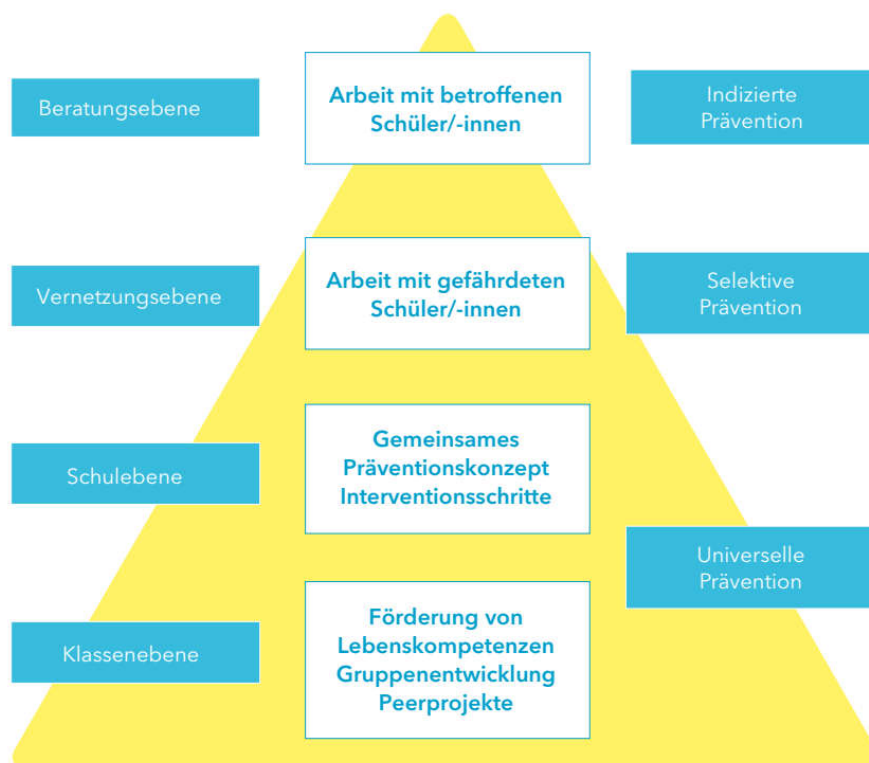 Beratungsebene
Arbeit mit betroffenen
Schüler/-innen
Indizierte
Prävention
Vernetzungsebene
Arbeit mit gefährdeten
Schüler/-innen
Selektive
Prävention
Schulebene
Gemeinsames
Präventionskonzept
Interventionsschritte
Universelle
Prävention
Klassenebene
Förderung von
Lebenskompetenzen
Gruppenentwicklung
Peerprojekte